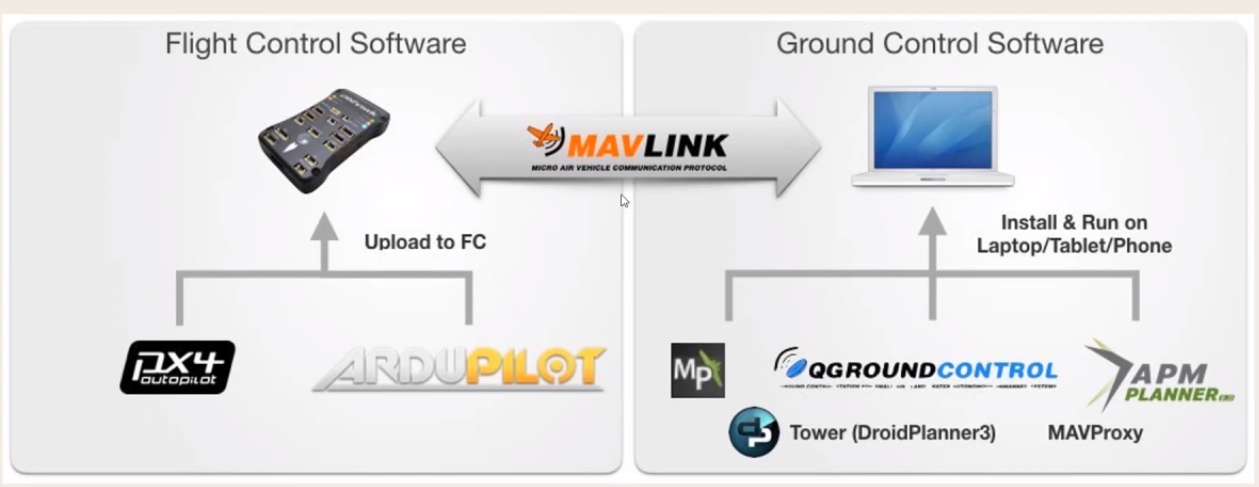 Flight Control Software
Ground Control Software
MAVLINK
MICRO AIR VEHICLE COMMUNICATION PROTOCOL
Upload to FC
Install & Run on
Laptop/Tablet/Phone
px4
autopilot
ARDUPILOT
Mp
QGROUNDCONTROL
APM
PLANNER
dp
Tower (DroidPlanner3)
MAVProxy